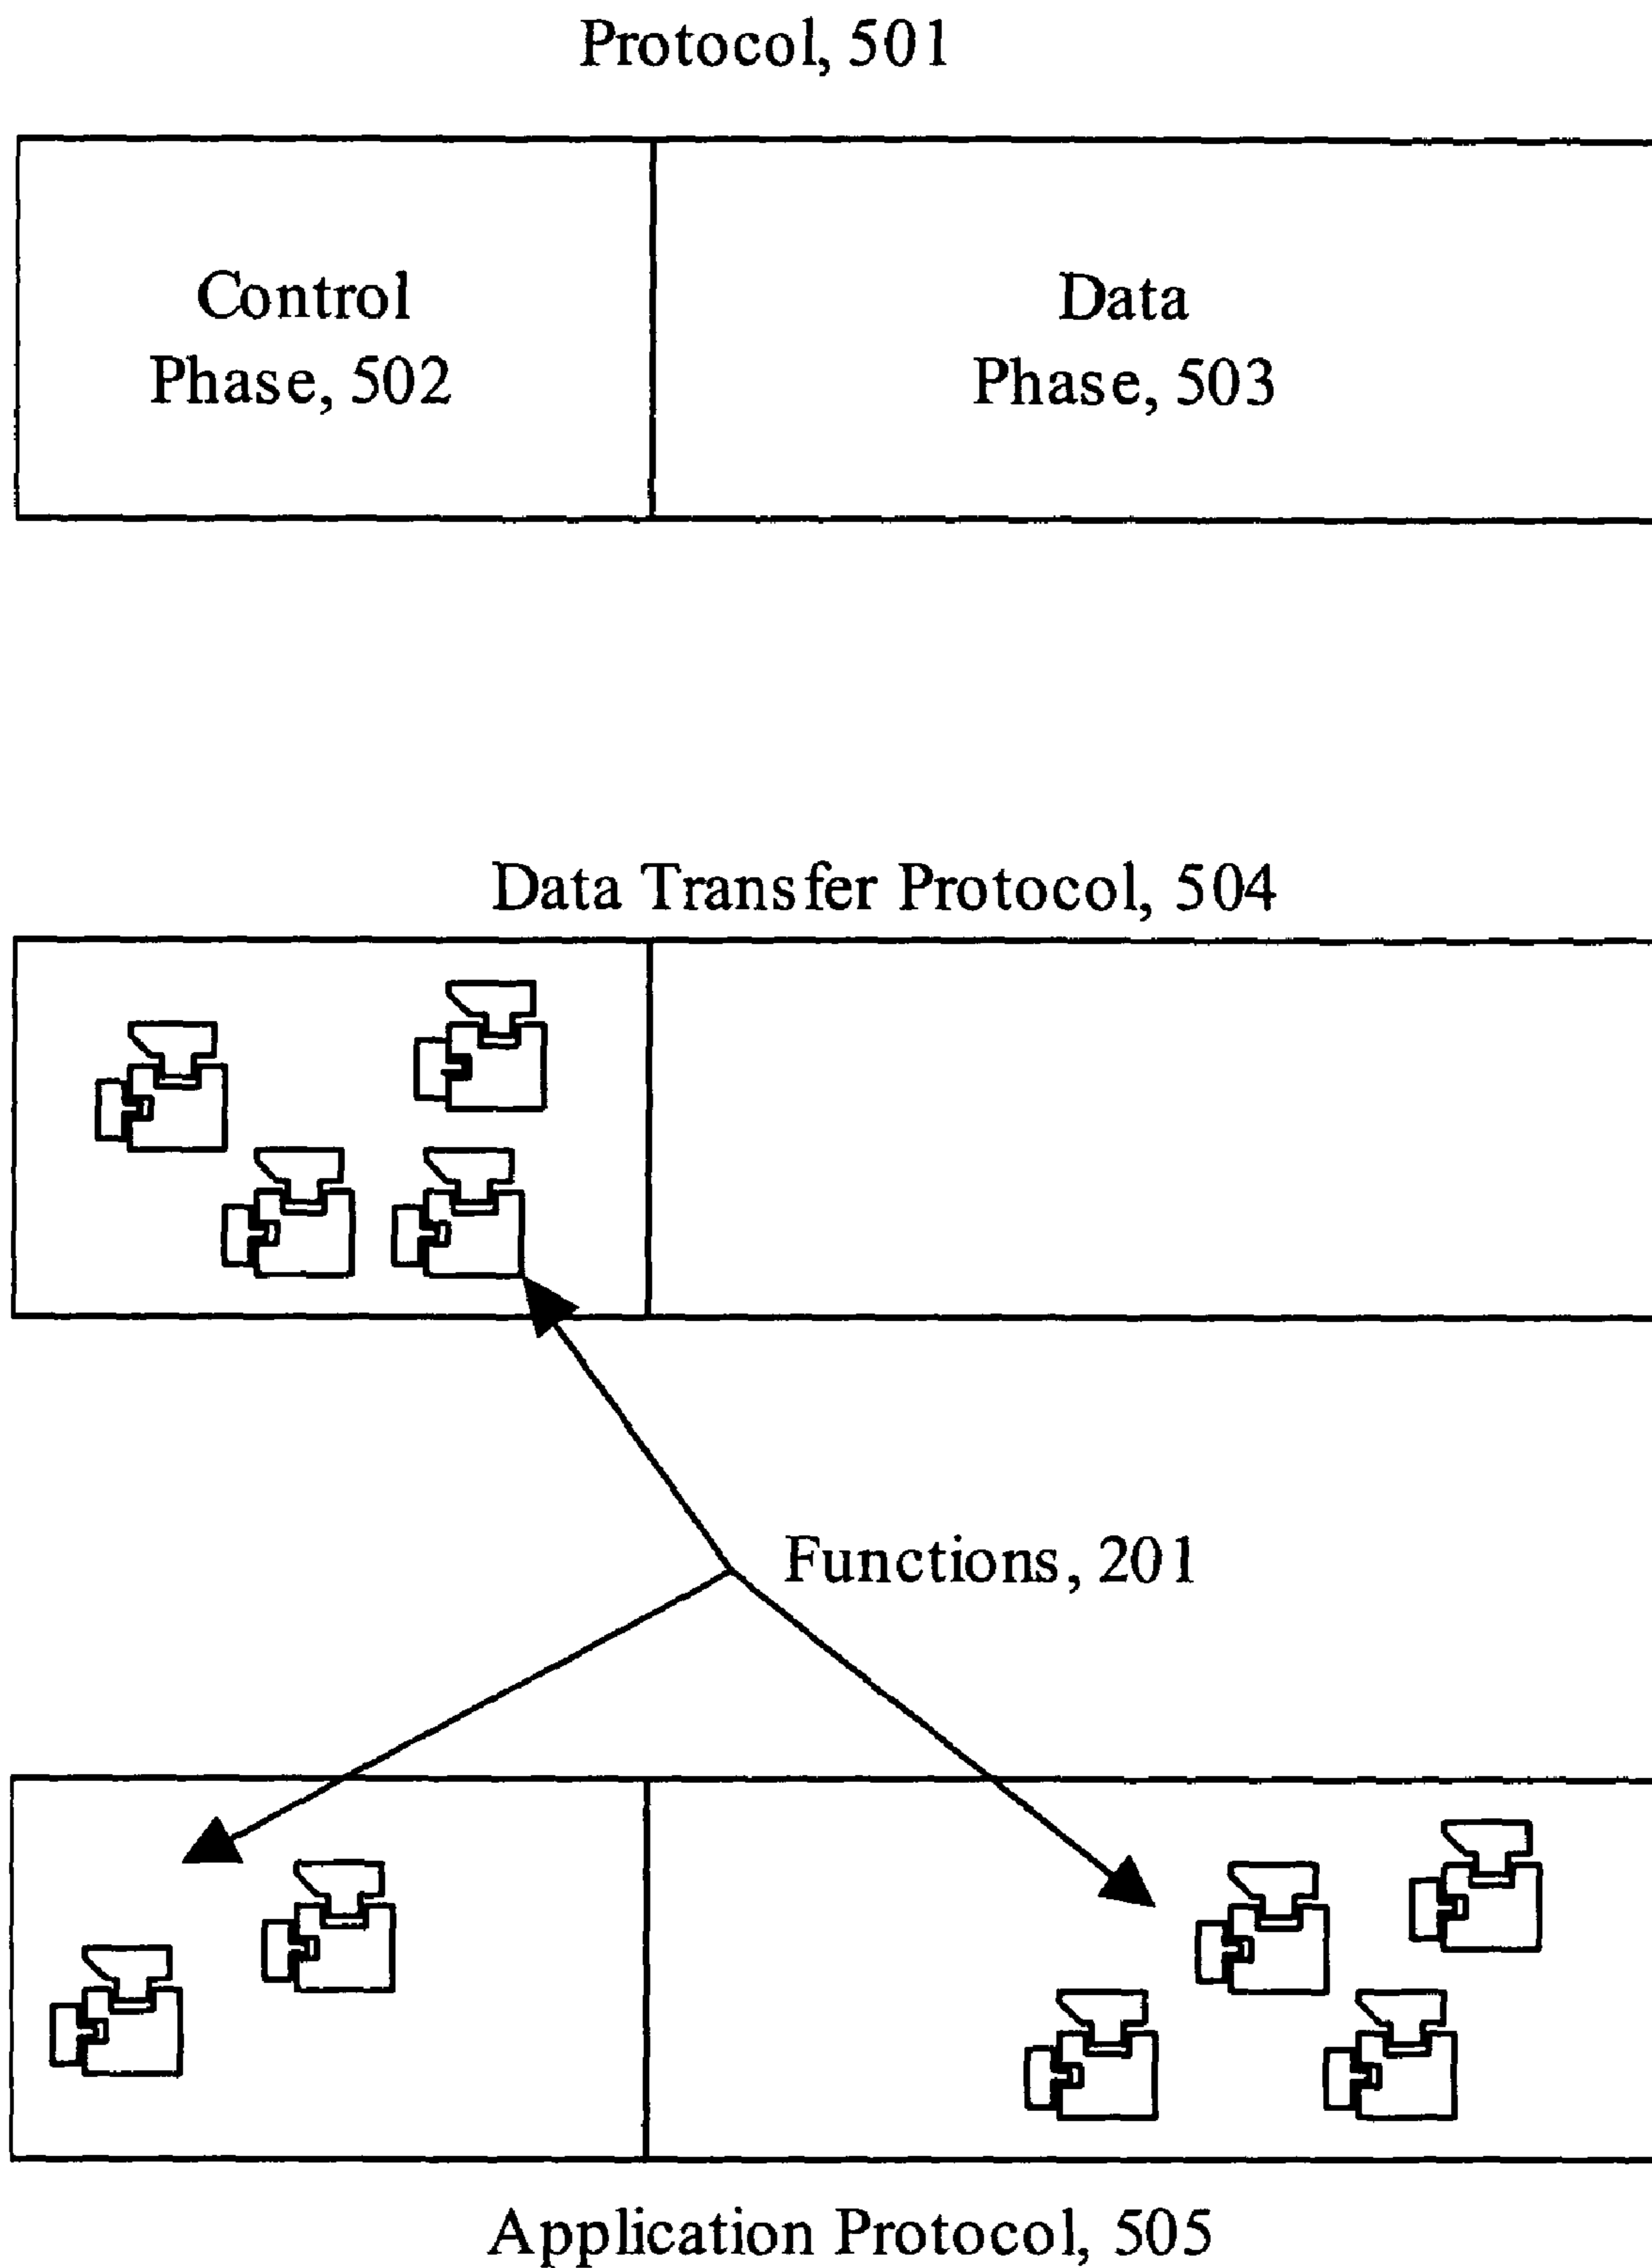 Protocol, 501
Control
Phase, 502
Data
Phase, 503
Data Transfer Protocol, 504
Functions, 201
Application Protocol, 505